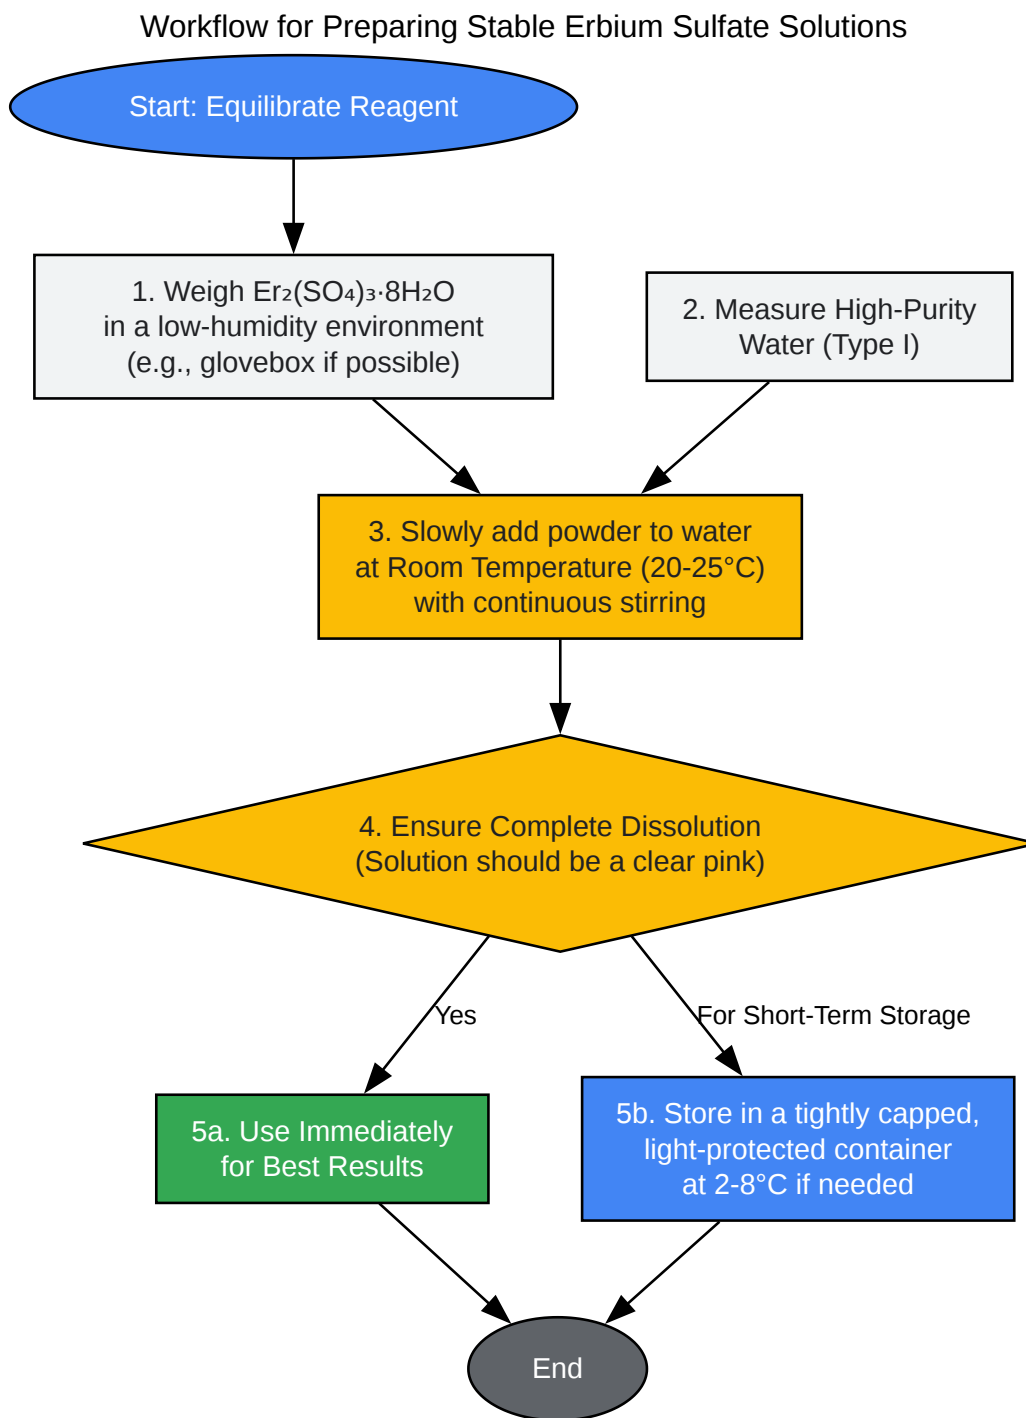 Workflow for Preparing Stable Erbium Sulfate Solutions
Start: Equilibrate Reagent
1. Weigh Er₂(SO₄)₃·8H₂O
in a low-humidity environment
(e.g., glovebox if possible)
2. Measure High-Purity
Water (Type I)
3. Slowly add powder to water
at Room Temperature (20-25°C)
with continuous stirring
4. Ensure Complete Dissolution
(Solution should be a clear pink)
Yes
For Short-Term Storage
5a. Use Immediately
for Best Results
5b. Store in a tightly capped,
light-protected container
at 2-8°C if needed
End